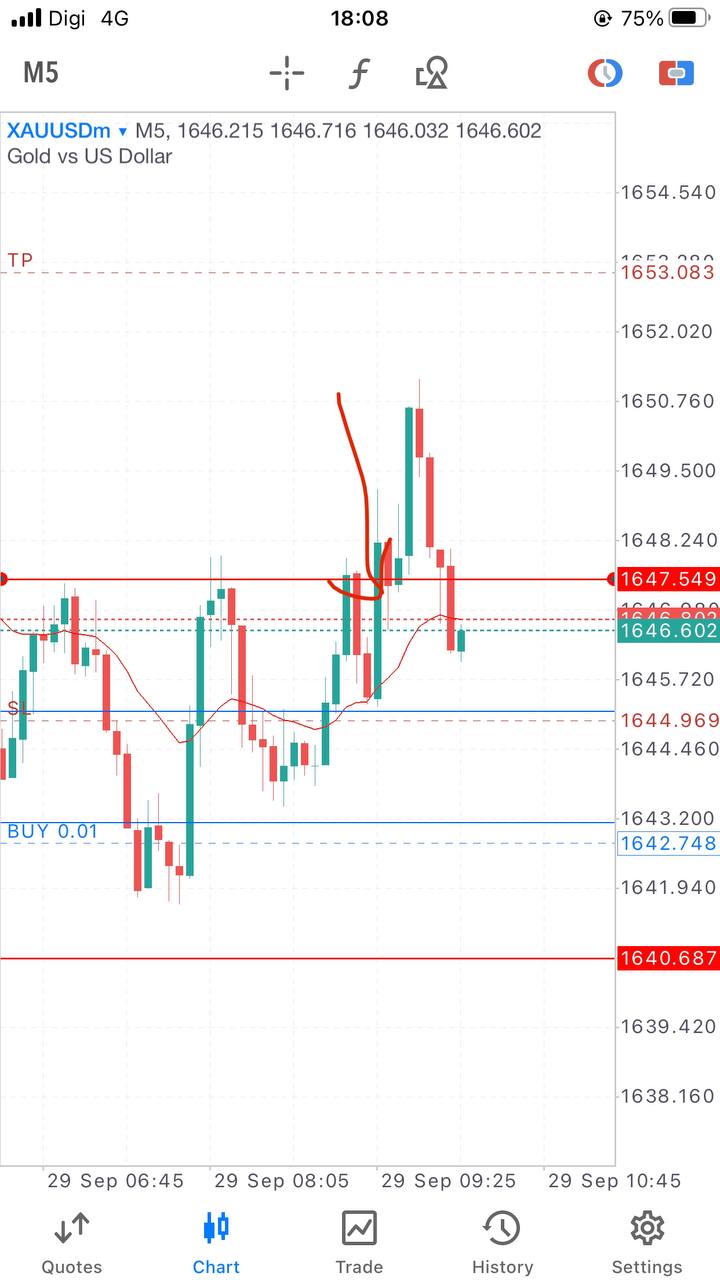 Digi 4G 18:08 75%
M5 f
XAUUSDm M5, 1646.215 1646.716 1646.032 1646.602
Gold vs US Dollar
1654.540
TP
1653.083
1652.020
1650.760
1649.500
1648.240
1647.549
1646.602
1645.720
SL
1644.969
1644.460
1643.200
BUY 0.01
1642.748
1641.940
1640.687
1639.420
1638.160
29 Sep 06:45 29 Sep 08:05 29 Sep 09:25 29 Sep 10:45
Quotes Chart Trade History Settings